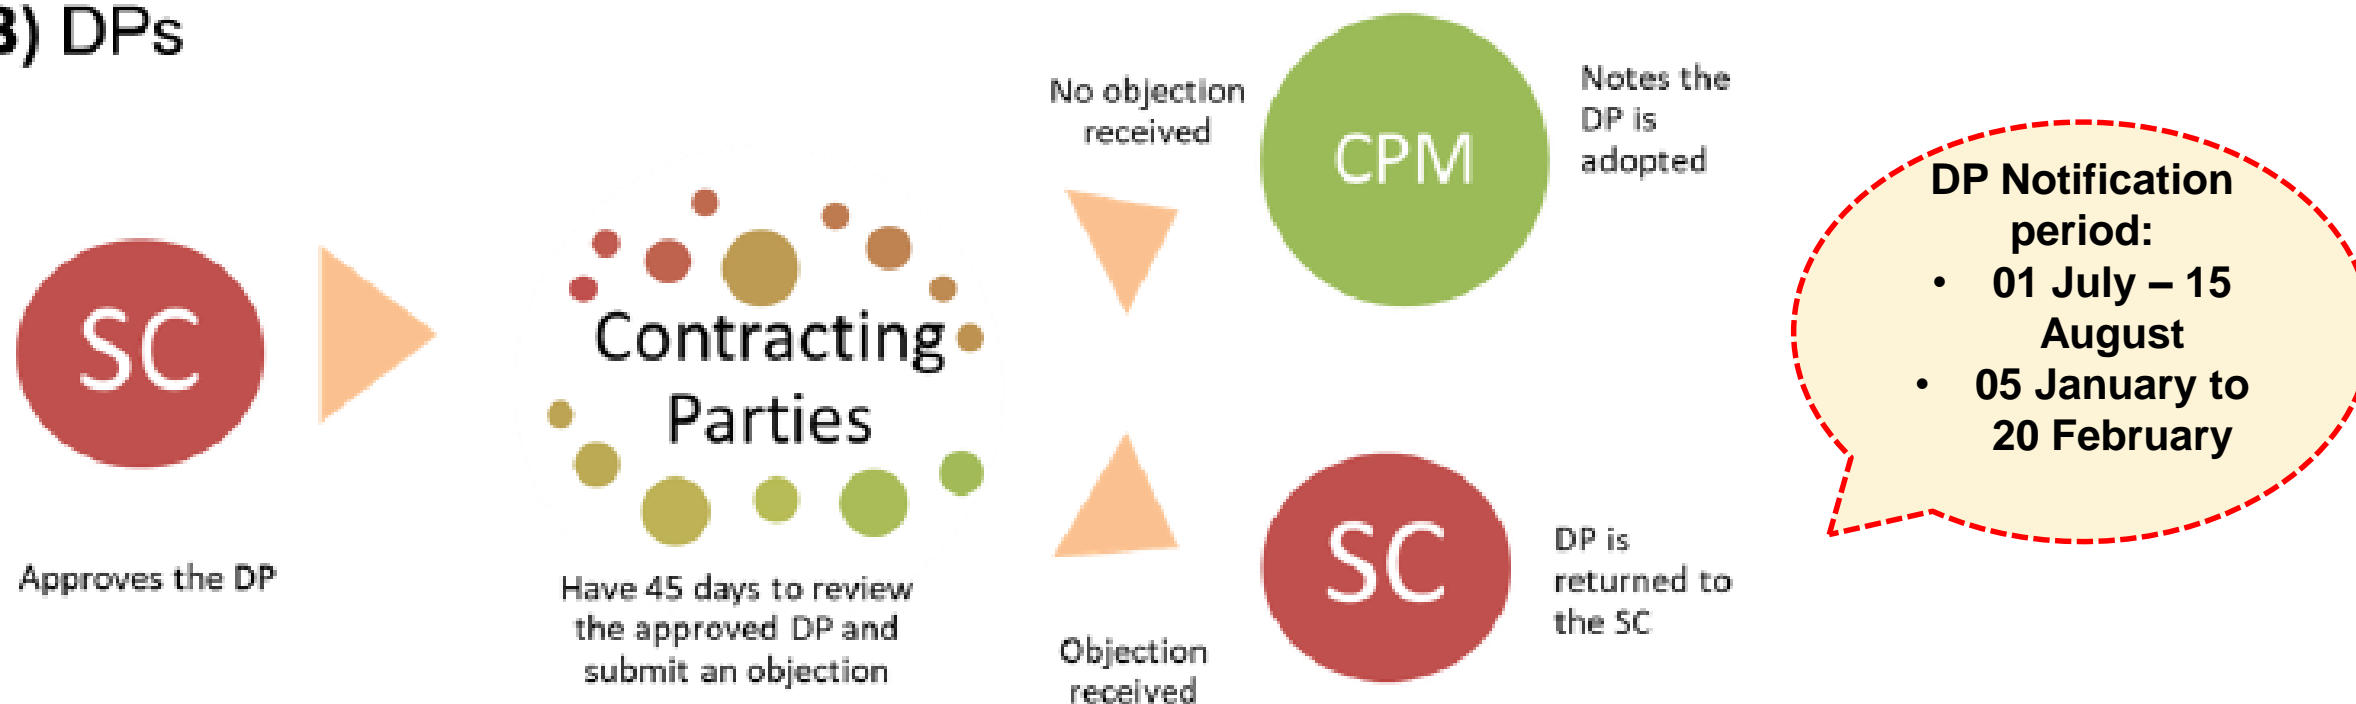 3) DPs
SC
Approves the DP
Contracting
Parties
Have 45 days to review
the approved DP and
submit an objection
No objection
received
CPM
Notes the
DP is
adopted
Objection
received
SC
DP is
returned to
the SC
DP Notification
period:
• 01 July – 15
August
• 05 January to
20 February